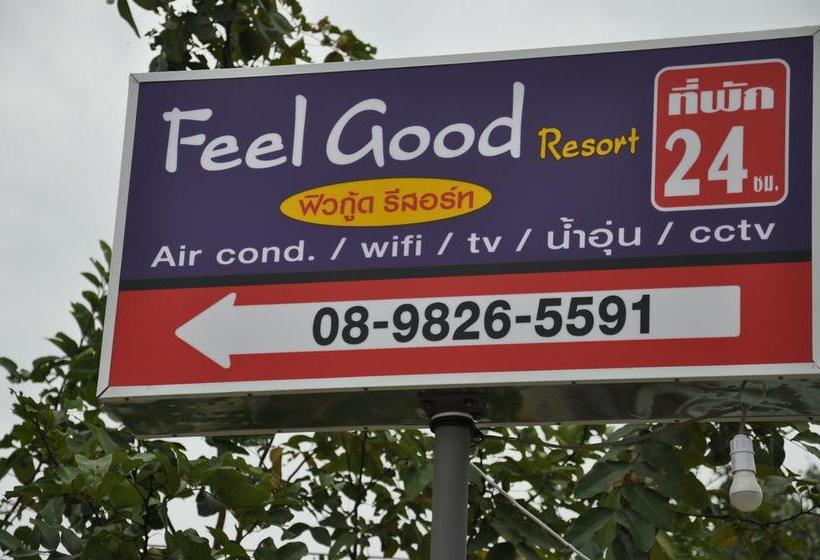 Feel Good Resort
ฟิวกู้ด รีสอร์ท
ที่พัก
24 ชม.
Air cond. / wifi / tv / น้ำอุ่น / cctv
08-9826-5591